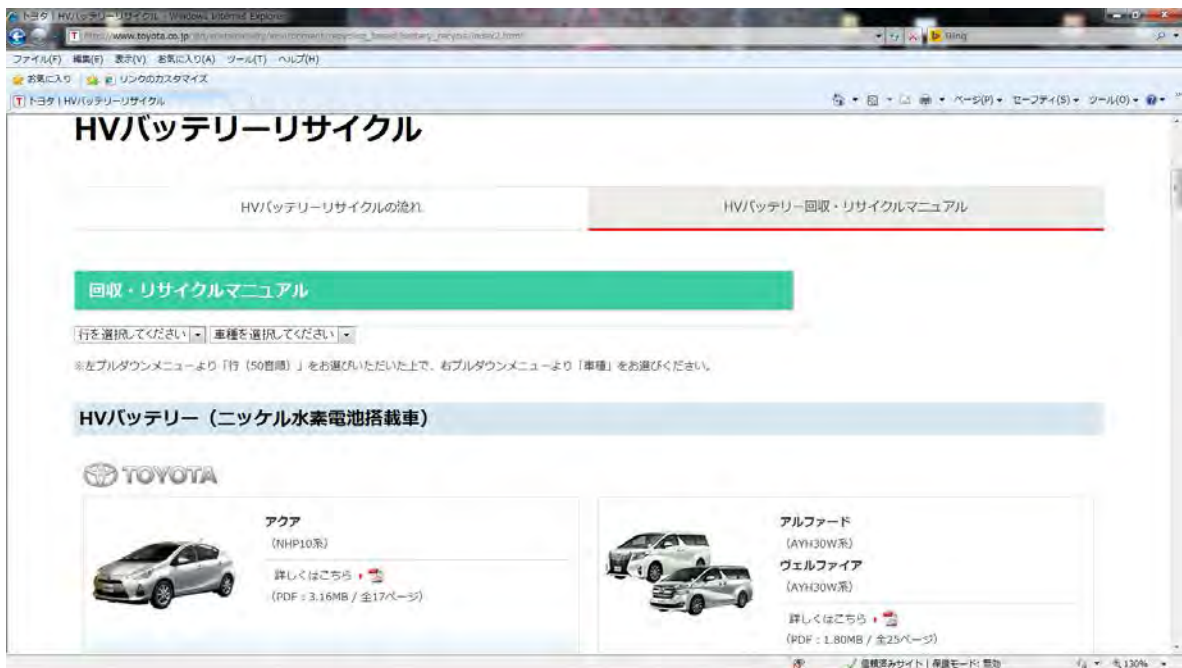 トヨタ | HVバッテリーリサイクル - Windows Internet Explorer
www.toyota.co.jp
Bing
ファイル(F) 編集(E) 表示(V) お気に入り(A) ツール(T) ヘルプ(H)
お気に入り リンクのカスタマイズ
トヨタ | HVバッテリーリサイクル ページ(P) セーフティ(S) ツール(O)
HVバッテリーリサイクル
HVバッテリーリサイクルの流れ
HVバッテリー回収・リサイクルマニュアル
回収・リサイクルマニュアル
行を選択してください 車種を選択してください
※左プルダウンメニューより「行(50音順)」をお選びいただいた上で、右プルダウンメニューより「車種」をお選びください。
HVバッテリー(ニッケル水素電池搭載車)
TOYOTA
アクア
(NHP10系)
詳しくはこちら
(PDF:3.16MB / 全17ページ)
アルファード
(AYH30W系)
ヴェルファイア
(AYH30W系)
詳しくはこちら
(PDF:1.80MB / 全25ページ)
信頼済みサイト | 保護モード: 無効
130%